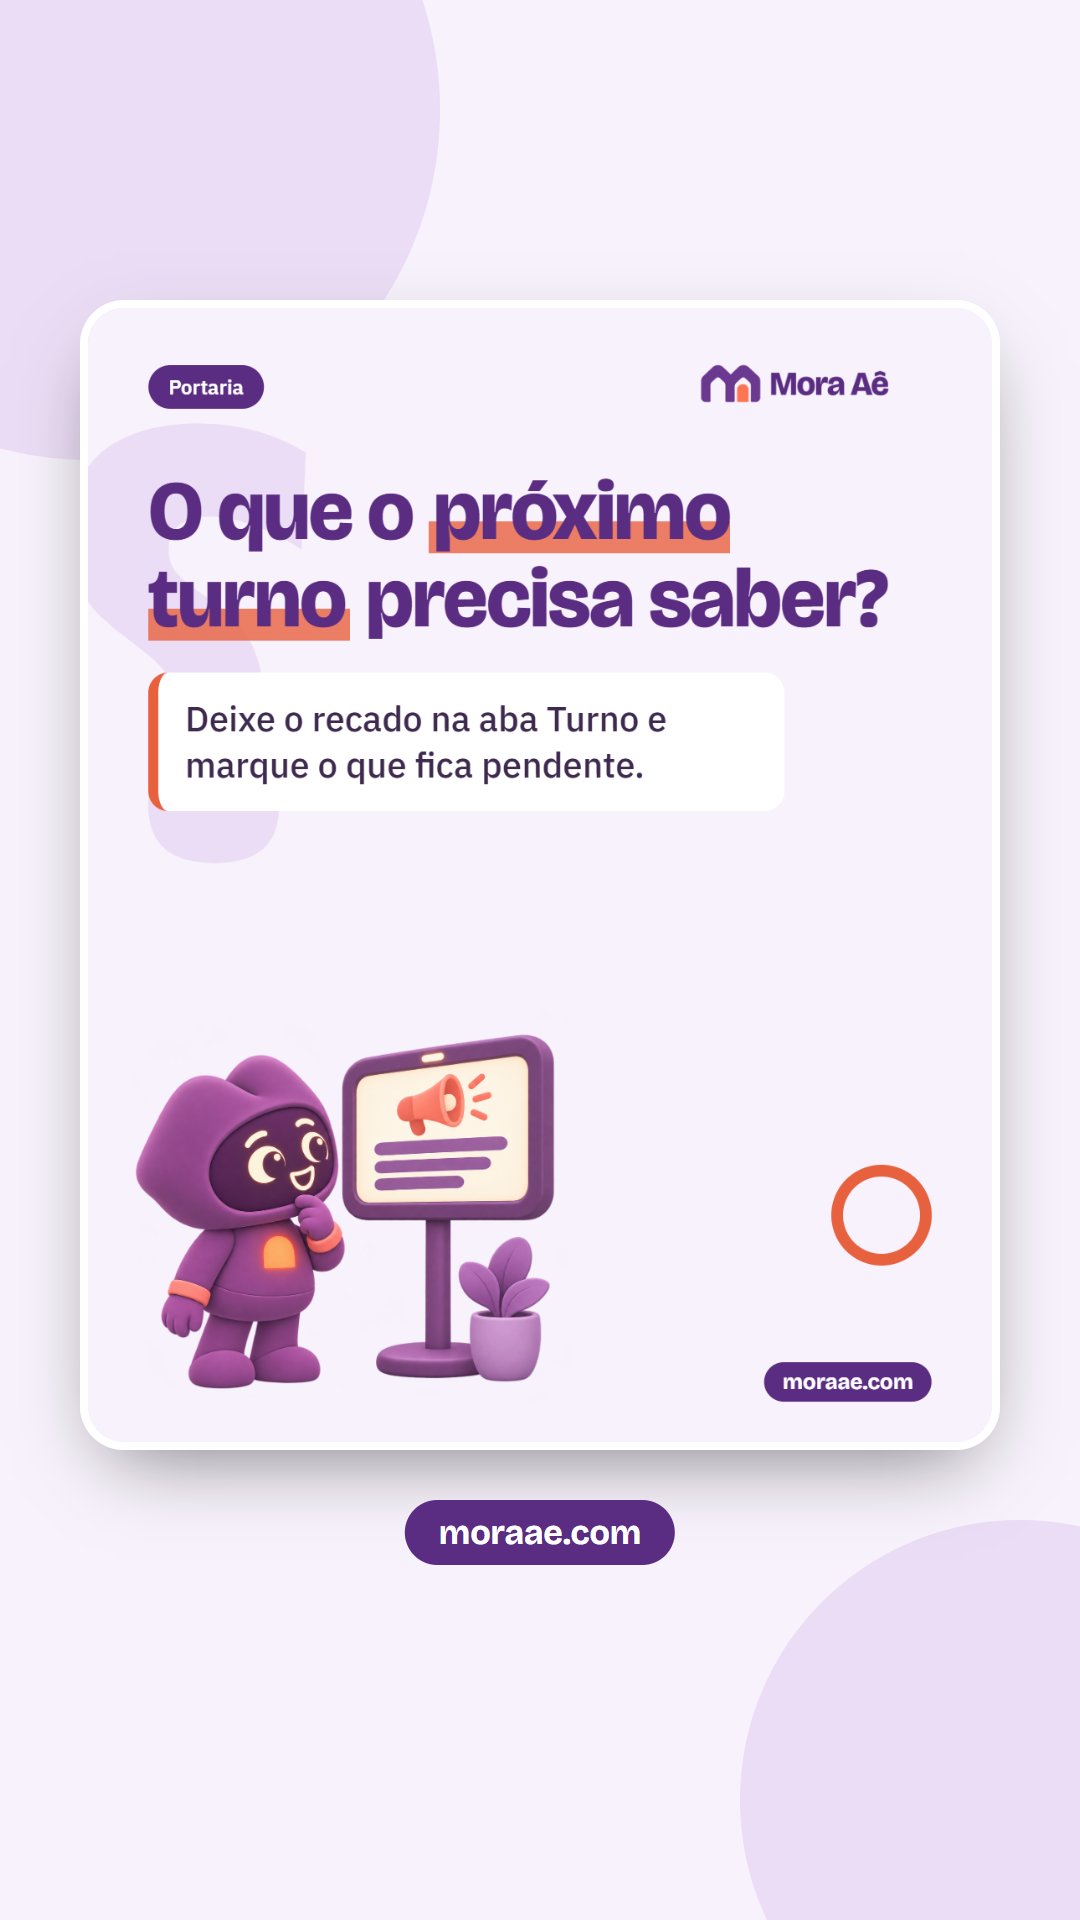 Portaria
Mora Aê
O que o próximo
turno precisa saber?
Deixe o recado na aba Turno e
marque o que fica pendente.
moraae.com
moraae.com